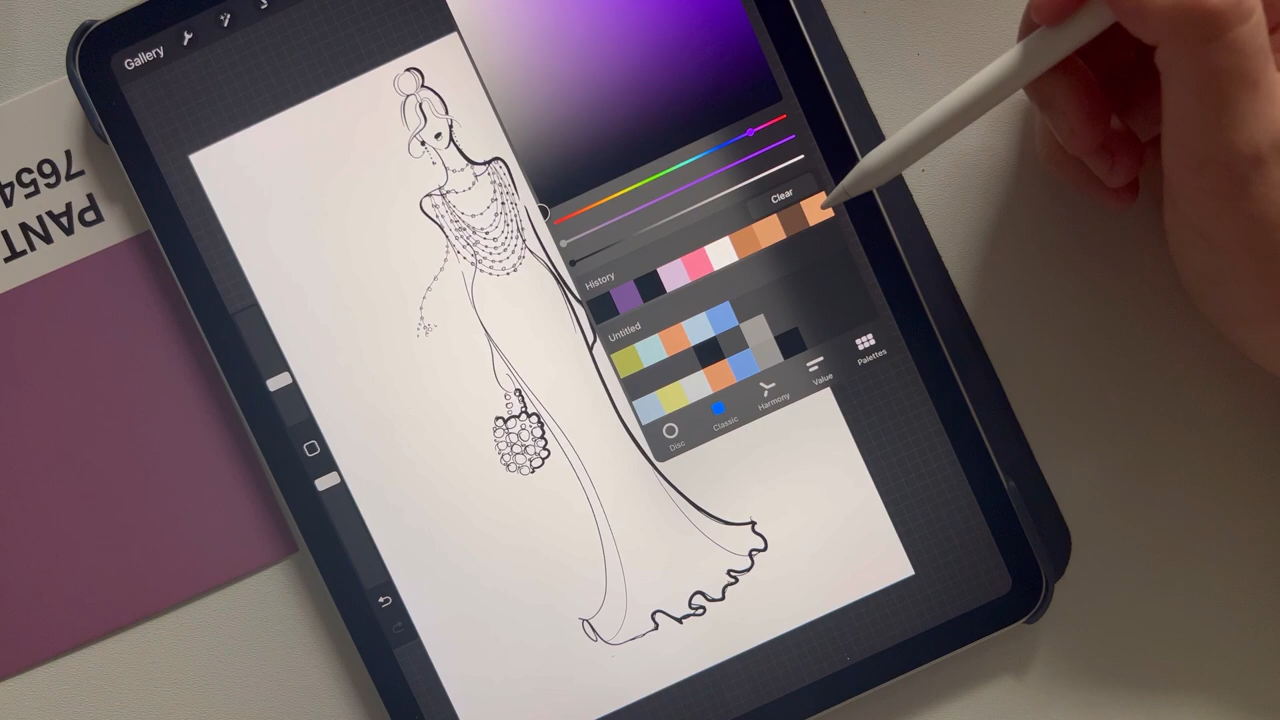 Gallery
Clear
History
Untitled
Disc
Classic
Harmony
Value
Palettes
PANT
7654